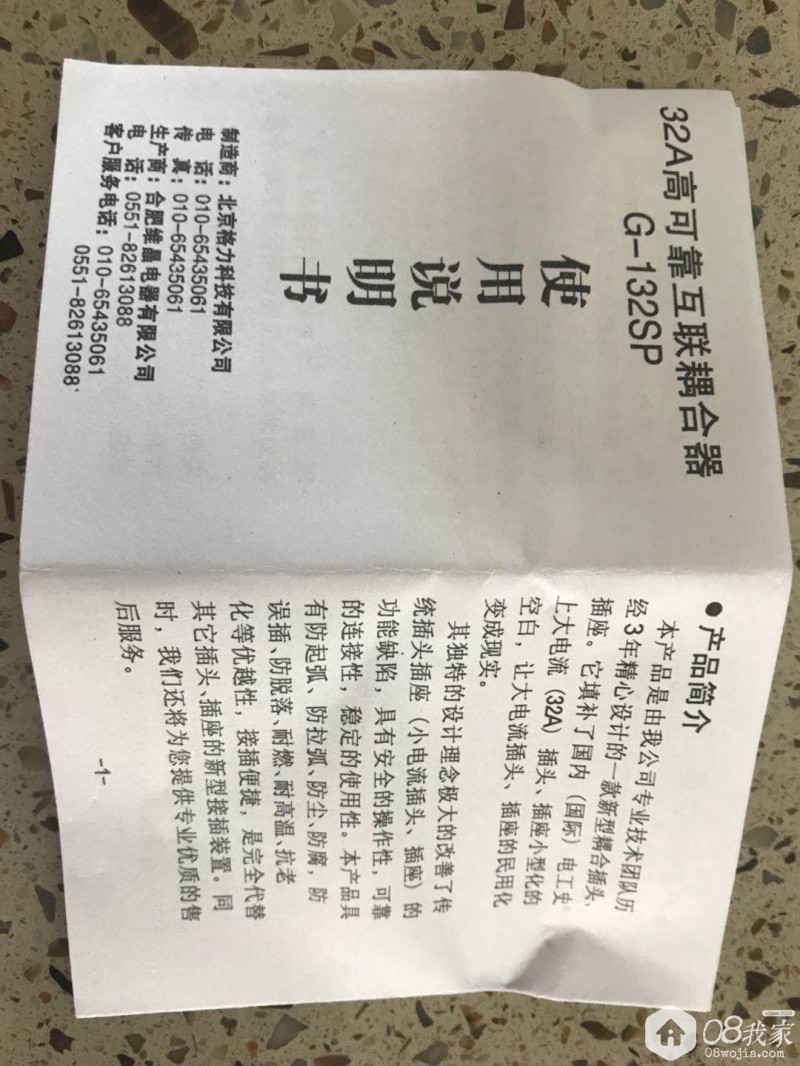 32A高可靠互联耦合器
G-132SP
使用说明书
制造商：北京格力科技有限公司
电  话：010-65435061
传  真：010-65435061
生产商：合肥维晶电器有限公司
电  话：0551-82613088
客户服务电话：010-65435061
0551-82613088
●产品简介
本产品是由我公司专业技术团队历
经3年精心设计的一款新型耦合插头、
插座。它填补了国内（国际）电工史
上大电流（32A）插头、插座小型化的
空白，让大电流插头、插座的民用化
变成现实。
其独特的设计理念极大的改善了传
统插头插座（小电流插头、插座）的
功能缺陷，具有安全的操作性，可靠
的连接性，稳定的使用性。本产品具
有防起弧、防拉弧、防尘、防腐，防
误插、防脱落、耐燃、耐高温、抗老
化等优越性，接插便捷，是完全代替
其它插头、插座的新型接插装置。同
时，我们还将为您提供专业优质的售
后服务。
-1-
08我家
08wojia.com